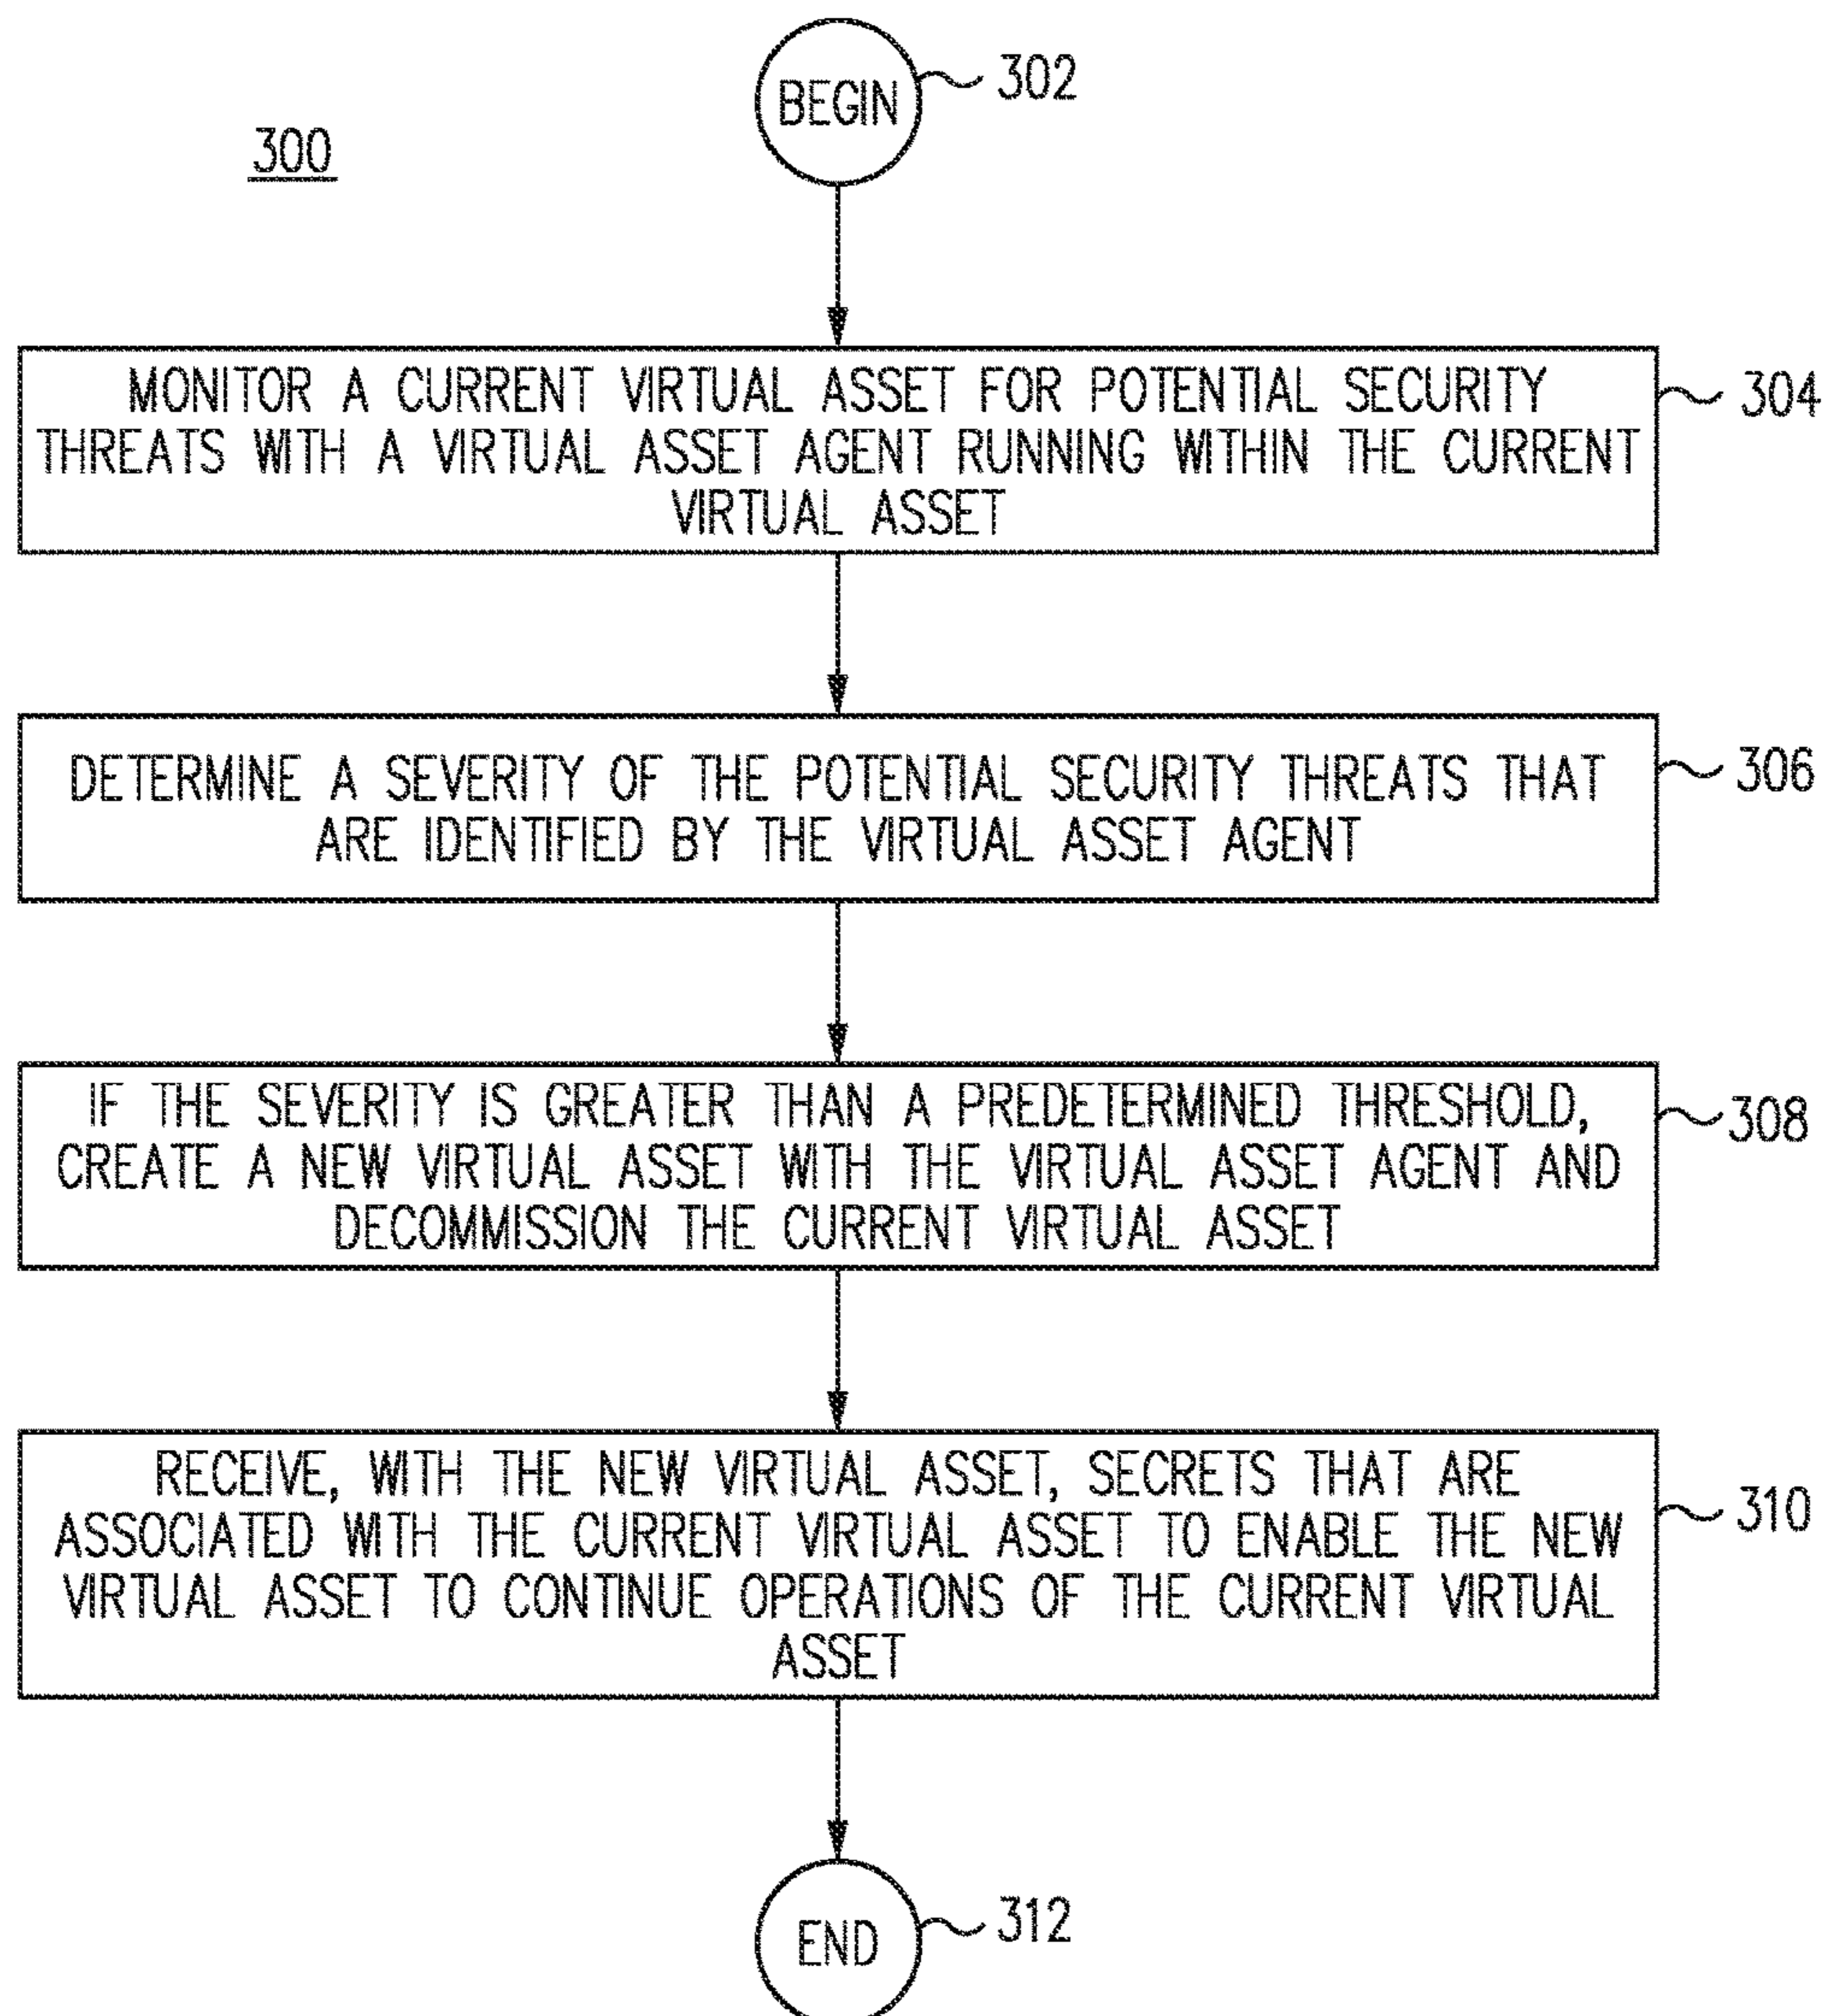 BEGIN
302
300
MONITOR A CURRENT VIRTUAL ASSET FOR POTENTIAL SECURITY
THREATS WITH A VIRTUAL ASSET AGENT RUNNING WITHIN THE CURRENT
VIRTUAL ASSET
304
DETERMINE A SEVERITY OF THE POTENTIAL SECURITY THREATS THAT
ARE IDENTIFIED BY THE VIRTUAL ASSET AGENT
306
IF THE SEVERITY IS GREATER THAN A PREDETERMINED THRESHOLD,
CREATE A NEW VIRTUAL ASSET WITH THE VIRTUAL ASSET AGENT AND
DECOMMISSION THE CURRENT VIRTUAL ASSET
308
RECEIVE, WITH THE NEW VIRTUAL ASSET, SECRETS THAT ARE
ASSOCIATED WITH THE CURRENT VIRTUAL ASSET TO ENABLE THE NEW
VIRTUAL ASSET TO CONTINUE OPERATIONS OF THE CURRENT VIRTUAL
ASSET
310
END
312